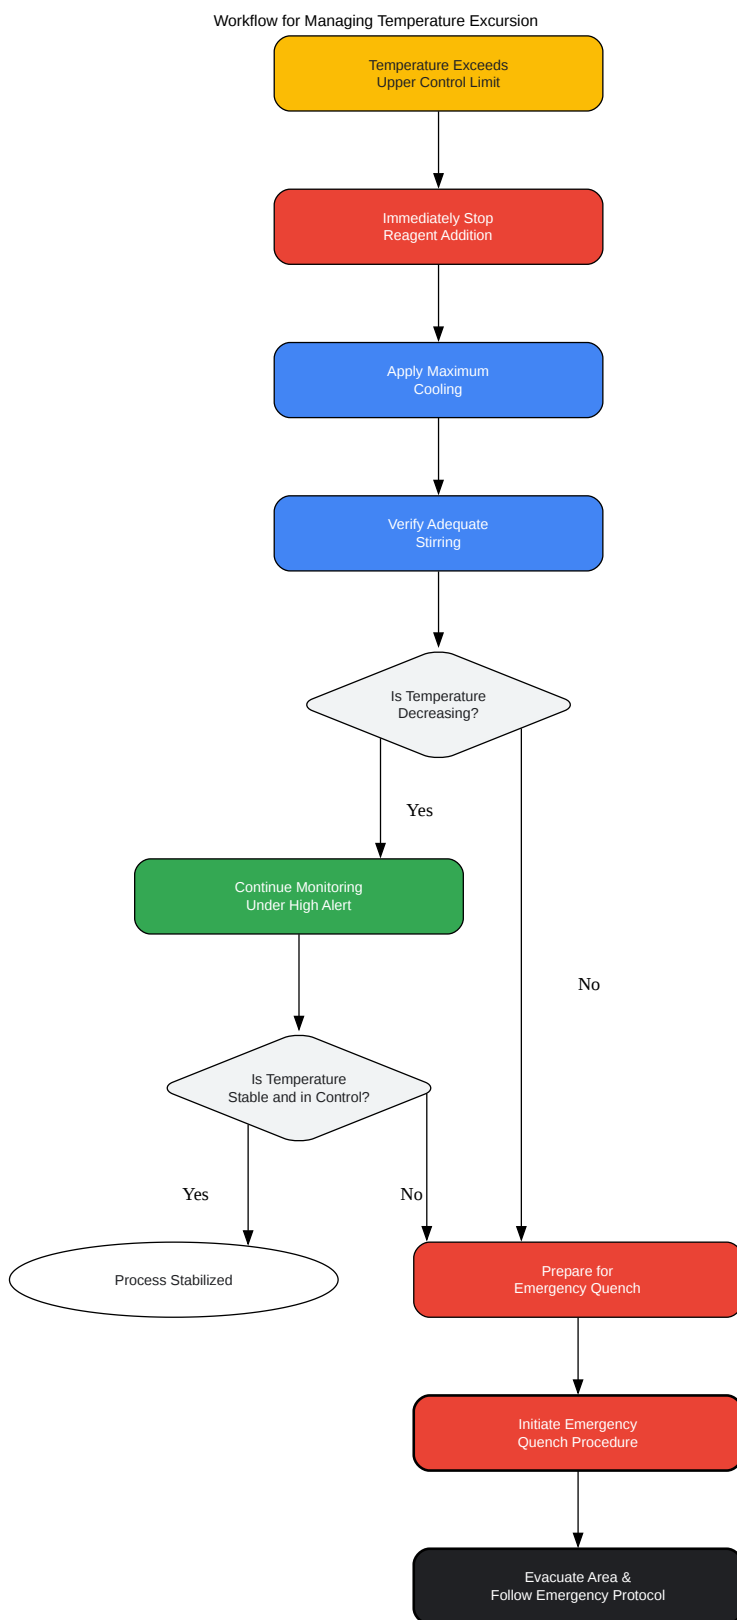 Workflow for Managing Temperature Excursion
Temperature Exceeds
Upper Control Limit
Immediately Stop
Reagent Addition
Apply Maximum
Cooling
Verify Adequate
Stirring
Is Temperature
Decreasing?
Yes
Continue Monitoring
Under High Alert
No
Is Temperature
Stable and in Control?
Yes
No
Process Stabilized
Prepare for
Emergency Quench
Initiate Emergency
Quench Procedure
Evacuate Area &
Follow Emergency Protocol